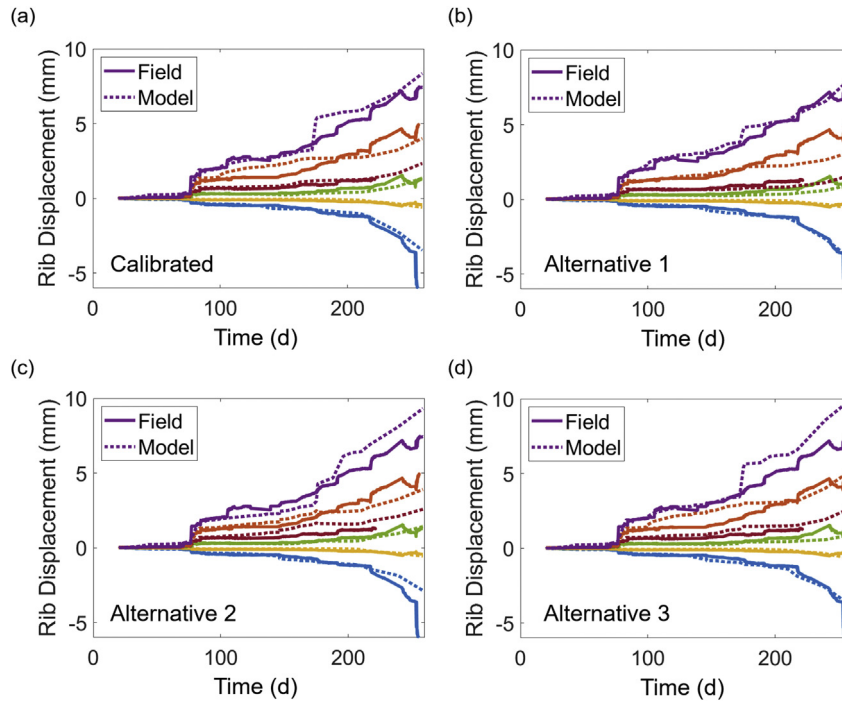 (a)
10
Field
Model
5
0
-5
Rib Displacement (mm)
Calibrated
0
100
200
Time (d)
(b)
10
Field
Model
5
0
-5
Rib Displacement (mm)
Alternative 1
0
100
200
Time (d)
(c)
10
Field
Model
5
0
-5
Rib Displacement (mm)
Alternative 2
0
100
200
Time (d)
(d)
10
Field
Model
5
0
-5
Rib Displacement (mm)
Alternative 3
0
100
200
Time (d)